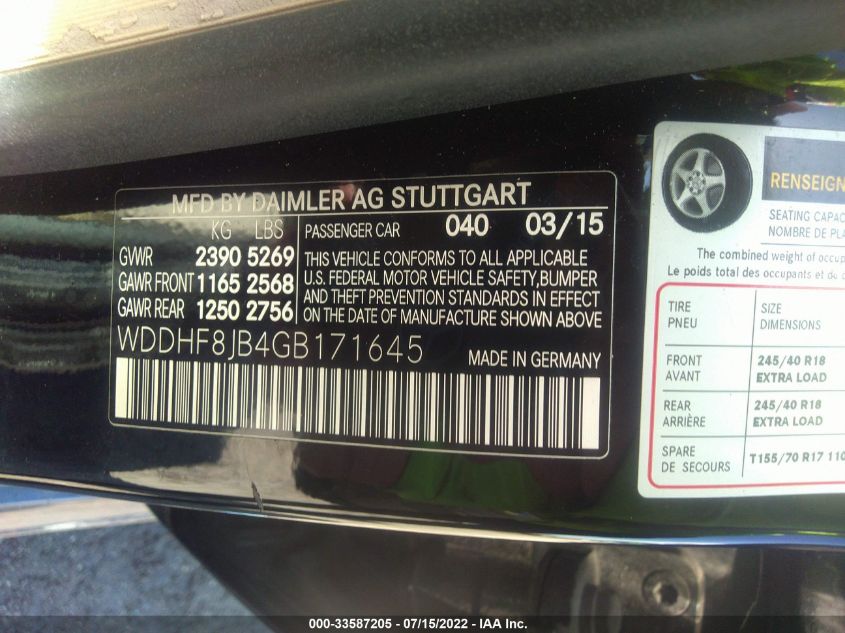 MFD BY DAIMLER AG STUTTGART
KG LBS
GVWR 2390 5269
GAWR FRONT 1165 2568
GAWR REAR 1250 2756
PASSENGER CAR 040 03/15
THIS VEHICLE CONFORMS TO ALL APPLICABLE
U.S. FEDERAL MOTOR VEHICLE SAFETY, BUMPER
AND THEFT PREVENTION STANDARDS IN EFFECT
ON THE DATE OF MANUFACTURE SHOWN ABOVE
WDDHF8JB4GB171645
MADE IN GERMANY
RENSEIGN
SEATING CAPAC
NOMBRE DE PLA
The combined weight of occup
Le poids total des occupants et du c
TIRE
PNEU
SIZE
DIMENSIONS
FRONT
AVANT
245/40 R18
EXTRA LOAD
REAR
ARRIÈRE
245/40 R18
EXTRA LOAD
SPARE
DE SECOURS
T155/70 R17 110
000-33587205 - 07/15/2022 - IAA Inc.